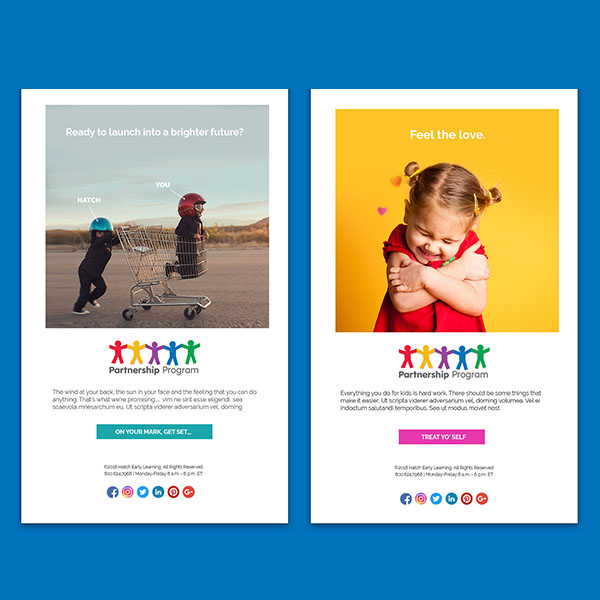 Ready to launch into a brighter future?
YOU
HATCH
Partnership Program
The wind at your back, the sun in your face and the feeling that you can do
anything. That's what we're promising.... vim ne sint esse eligendi, sea
scaevola mnesarchum eu. Ut scripta viderer adversarium vel, doming
ON YOUR MARK, GET SET,,,
©2018 Hatch Early Learning. All Rights Reserved
800.624.7968 | Monday-Friday 8 a.m. - 6 p.m. ET
Feel the love.
Partnership Program
Everything you do for kids is hard work. There should be some things that
make it easier. Ut scripta viderer adversarium vel, doming volumea. Vel ei
indoctum salutandi temporibus. Sea ut modus movet nost
TREAT YO' SELF
©2018 Hatch Early Learning. All Rights Reserved
800.624.7968 | Monday-Friday 8 a.m. - 6 p.m. ET